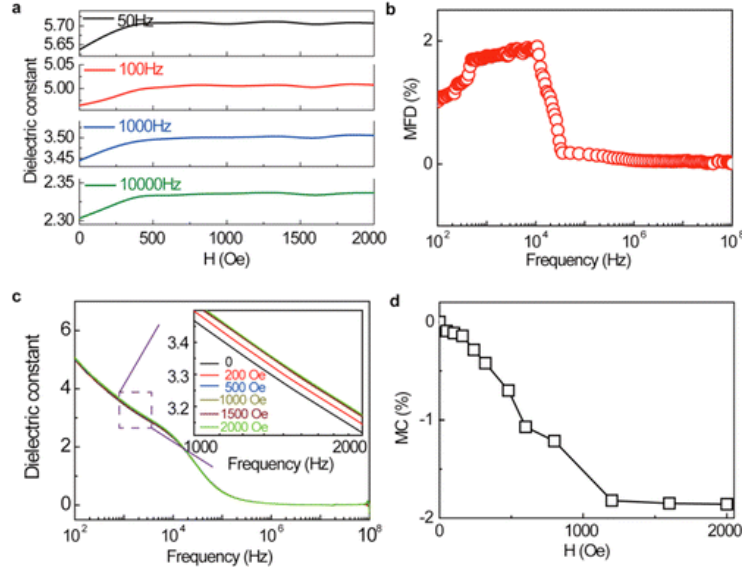 a
50Hz
5.70
5.65
5.05
100Hz
5.00
1000Hz
3.50
3.45
2.35
10000Hz
2.30
Dielectric constant
0 500 1000 1500 2000
H (Oe)
b
2
1
0
MFD (%)
10² 10⁴ 10⁶ 10⁸
Frequency (Hz)
c
6
4
2
0
Dielectric constant
3.4
3.3
3.2
0
200 Oe
500 Oe
1000 Oe
1500 Oe
2000 Oe
1000 2000
Frequency (Hz)
10² 10⁴ 10⁶ 10⁸
Frequency (Hz)
d
0
-1
-2
MC (%)
0 1000 2000
H (Oe)